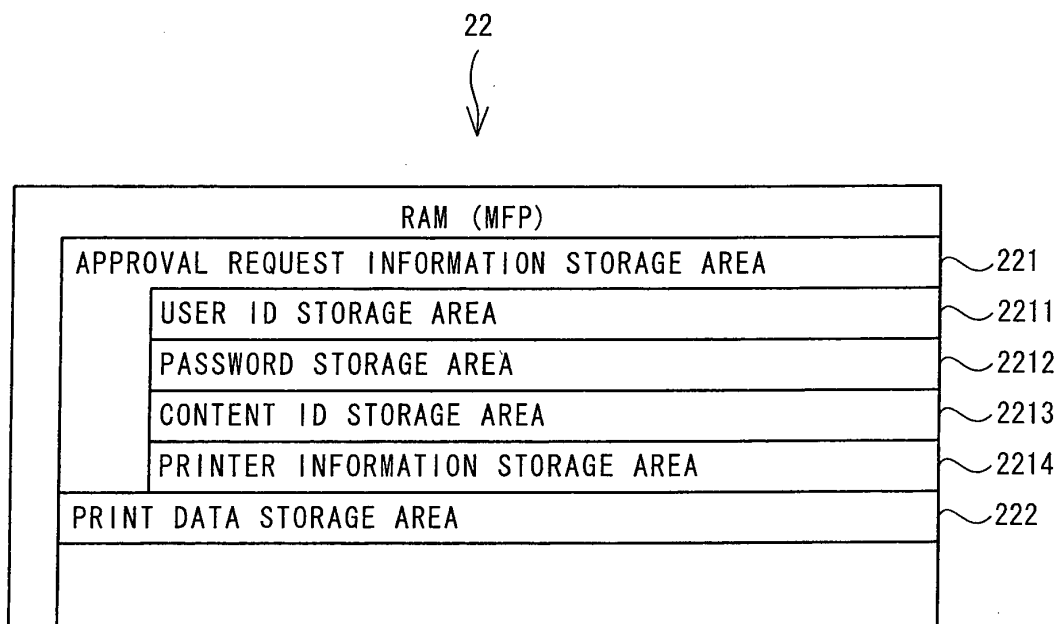 22
RAM (MFP)
APPROVAL REQUEST INFORMATION STORAGE AREA 221
USER ID STORAGE AREA 2211
PASSWORD STORAGE AREA 2212
CONTENT ID STORAGE AREA 2213
PRINTER INFORMATION STORAGE AREA 2214
PRINT DATA STORAGE AREA 222